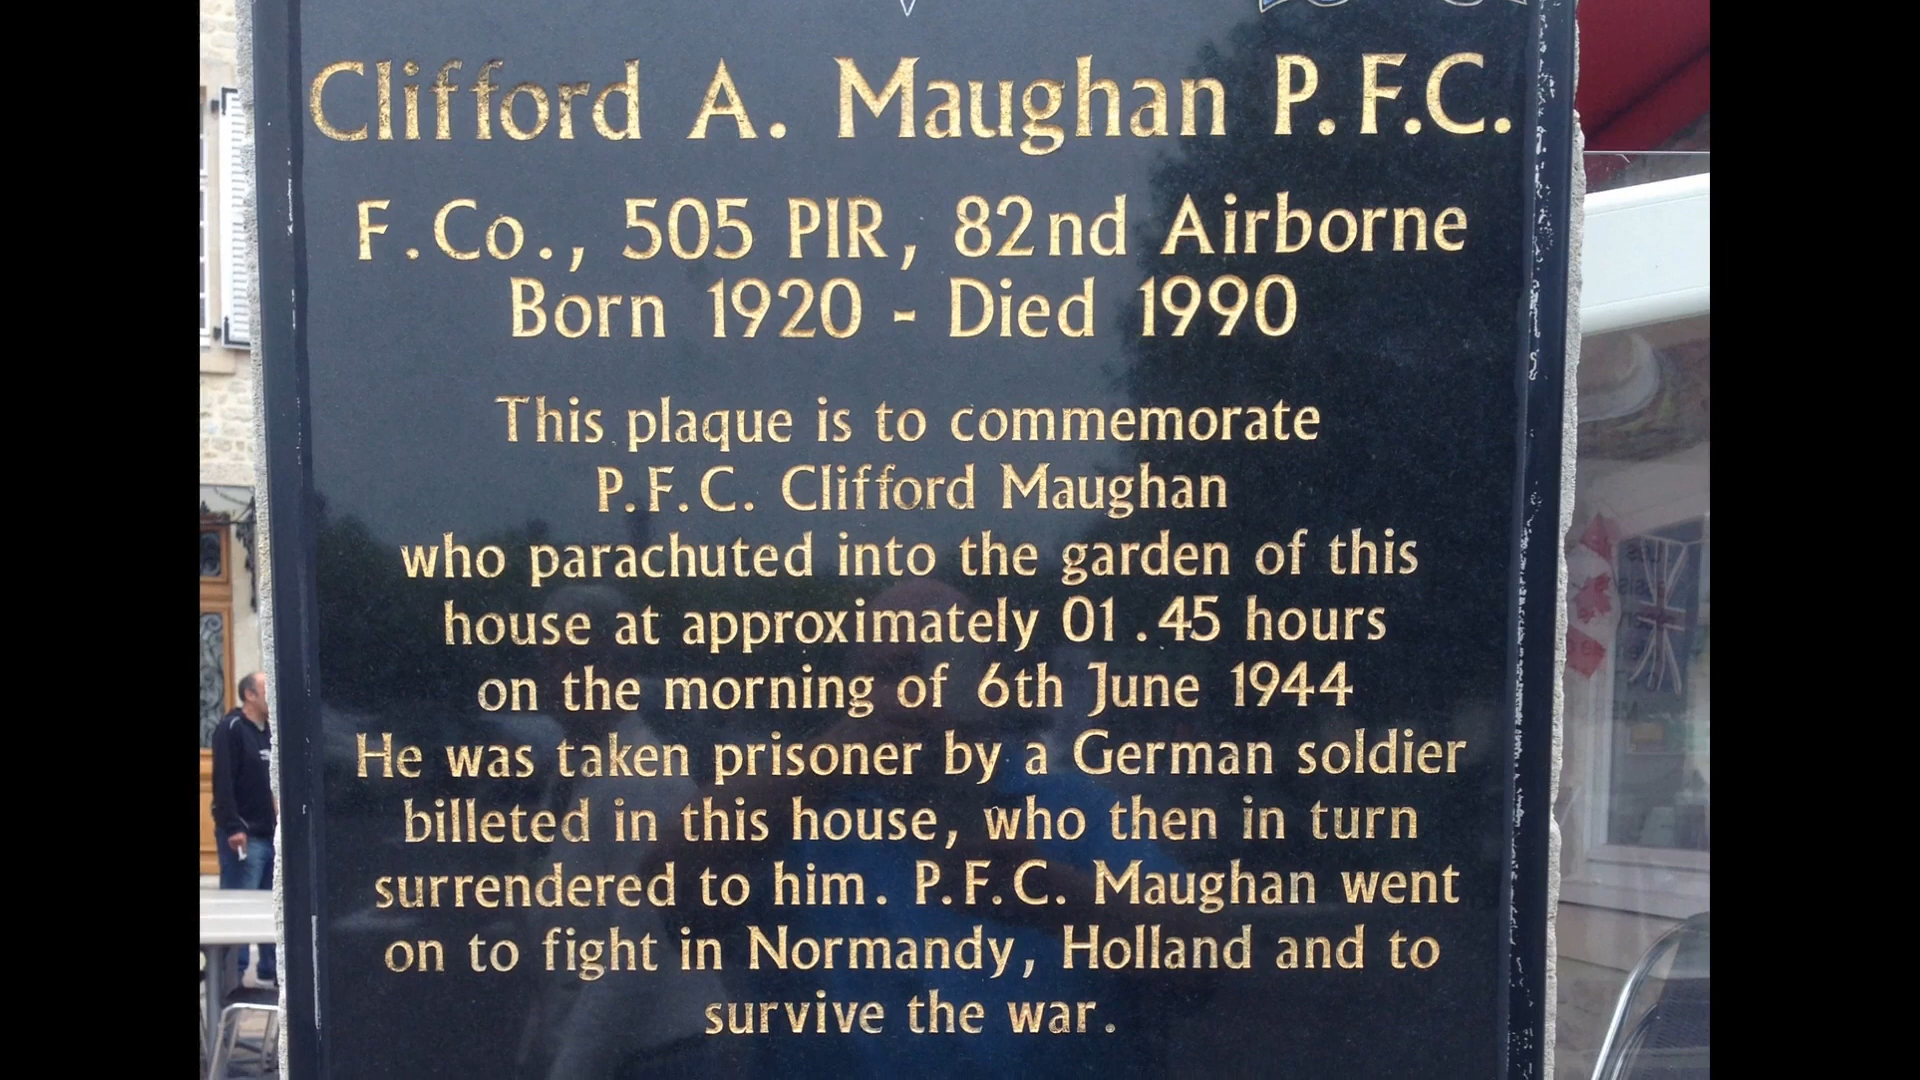 Clifford A. Maughan P.F.C.
F.Co., 505 PIR, 82nd Airborne
Born 1920 - Died 1990
This plaque is to commemorate
P.F.C. Clifford Maughan
who parachuted into the garden of this
house at approximately 01.45 hours
on the morning of 6th June 1944
He was taken prisoner by a German soldier
billeted in this house, who then in turn
surrendered to him. P.F.C. Maughan went
on to fight in Normandy, Holland and to
survive the war.